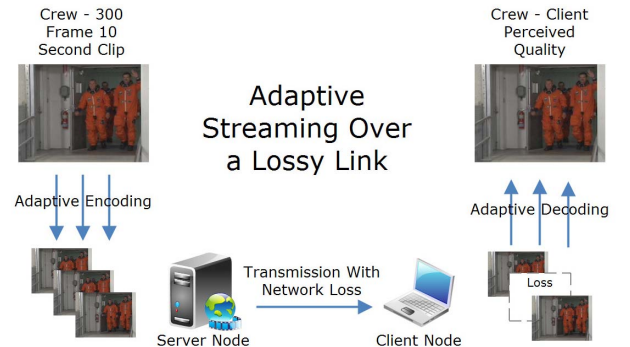 Crew - 300
Frame 10
Second Clip
Crew - Client
Perceived
Quality
Adaptive
Streaming Over
a Lossy Link
Adaptive Encoding
Adaptive Decoding
Loss
Transmission With
Network Loss
Server Node
Client Node